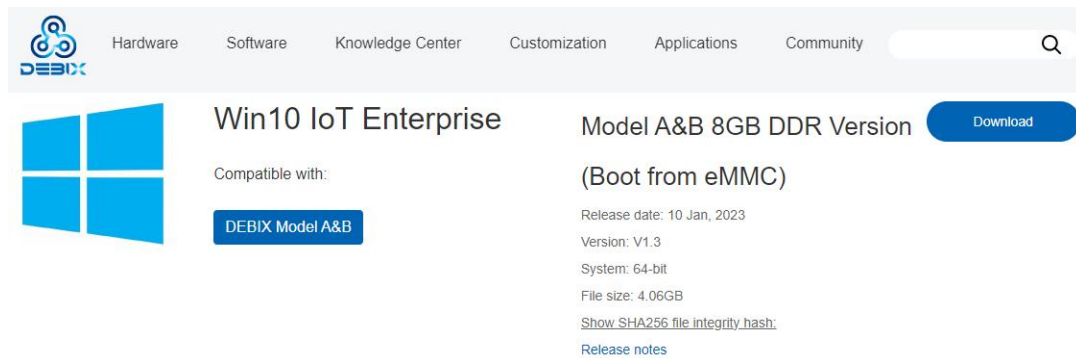 Hardware Software Knowledge Center Customization Applications Community
DEBIX
Win10 IoT Enterprise
Compatible with:
DEBIX Model A&B
Model A&B 8GB DDR Version
(Boot from eMMC)
Download
Release date: 10 Jan, 2023
Version: V1.3
System: 64-bit
File size: 4.06GB
Show SHA256 file integrity hash:
Release notes